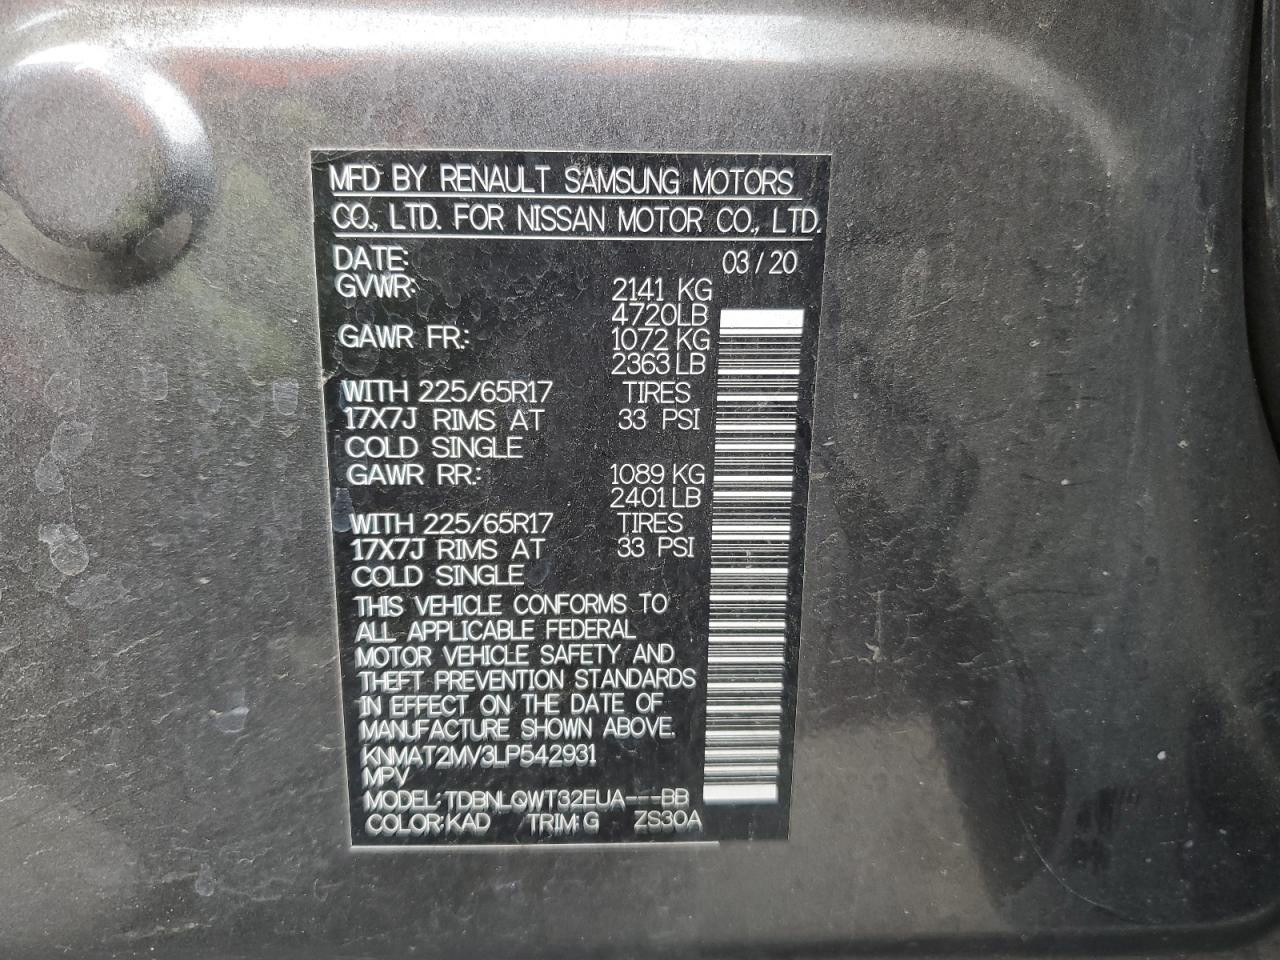 MFD BY RENAULT SAMSUNG MOTORS
CO., LTD. FOR NISSAN MOTOR CO., LTD.
DATE: 03/20
GVWR: 2141 KG
4720LB
GAWR FR.: 1072 KG
2363 LB
WITH 225/65R17 TIRES
17X7J RIMS AT 33 PSI
COLD SINGLE
GAWR RR.: 1089 KG
2401 LB
WITH 225/65R17 TIRES
17X7J RIMS AT 33 PSI
COLD SINGLE
THIS VEHICLE CONFORMS TO
ALL APPLICABLE FEDERAL
MOTOR VEHICLE SAFETY AND
THEFT PREVENTION STANDARDS
IN EFFECT ON THE DATE OF
MANUFACTURE SHOWN ABOVE.
KNMAT2MV3LP542931
MPV
MODEL: TDBNLQWT32EUA---BB
COLOR:KAD TRIM:G ZS30A